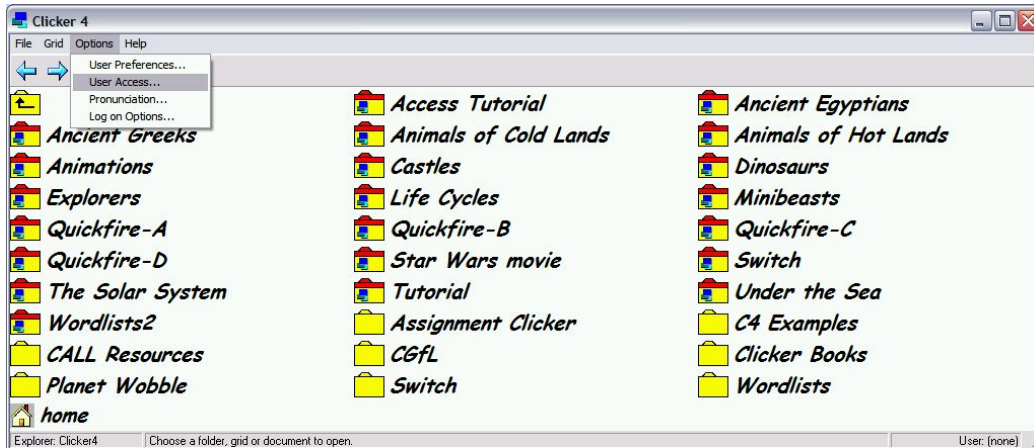 Clicker 4
File Grid Options Help
User Preferences...
User Access...
Pronunciation...
Log on Options...
Access Tutorial Ancient Egyptians
Ancient Greeks Animals of Cold Lands Animals of Hot Lands
Animations Castles Dinosaurs
Explorers Life Cycles Minibeasts
Quickfire-A Quickfire-B Quickfire-C
Quickfire-D Star Wars movie Switch
The Solar System Tutorial Under the Sea
Wordlists2 Assignment Clicker C4 Examples
CALL Resources CGfL Clicker Books
Planet Wobble Switch Wordlists
home
Explorer: Clicker4 Choose a folder, grid or document to open. User: (none)